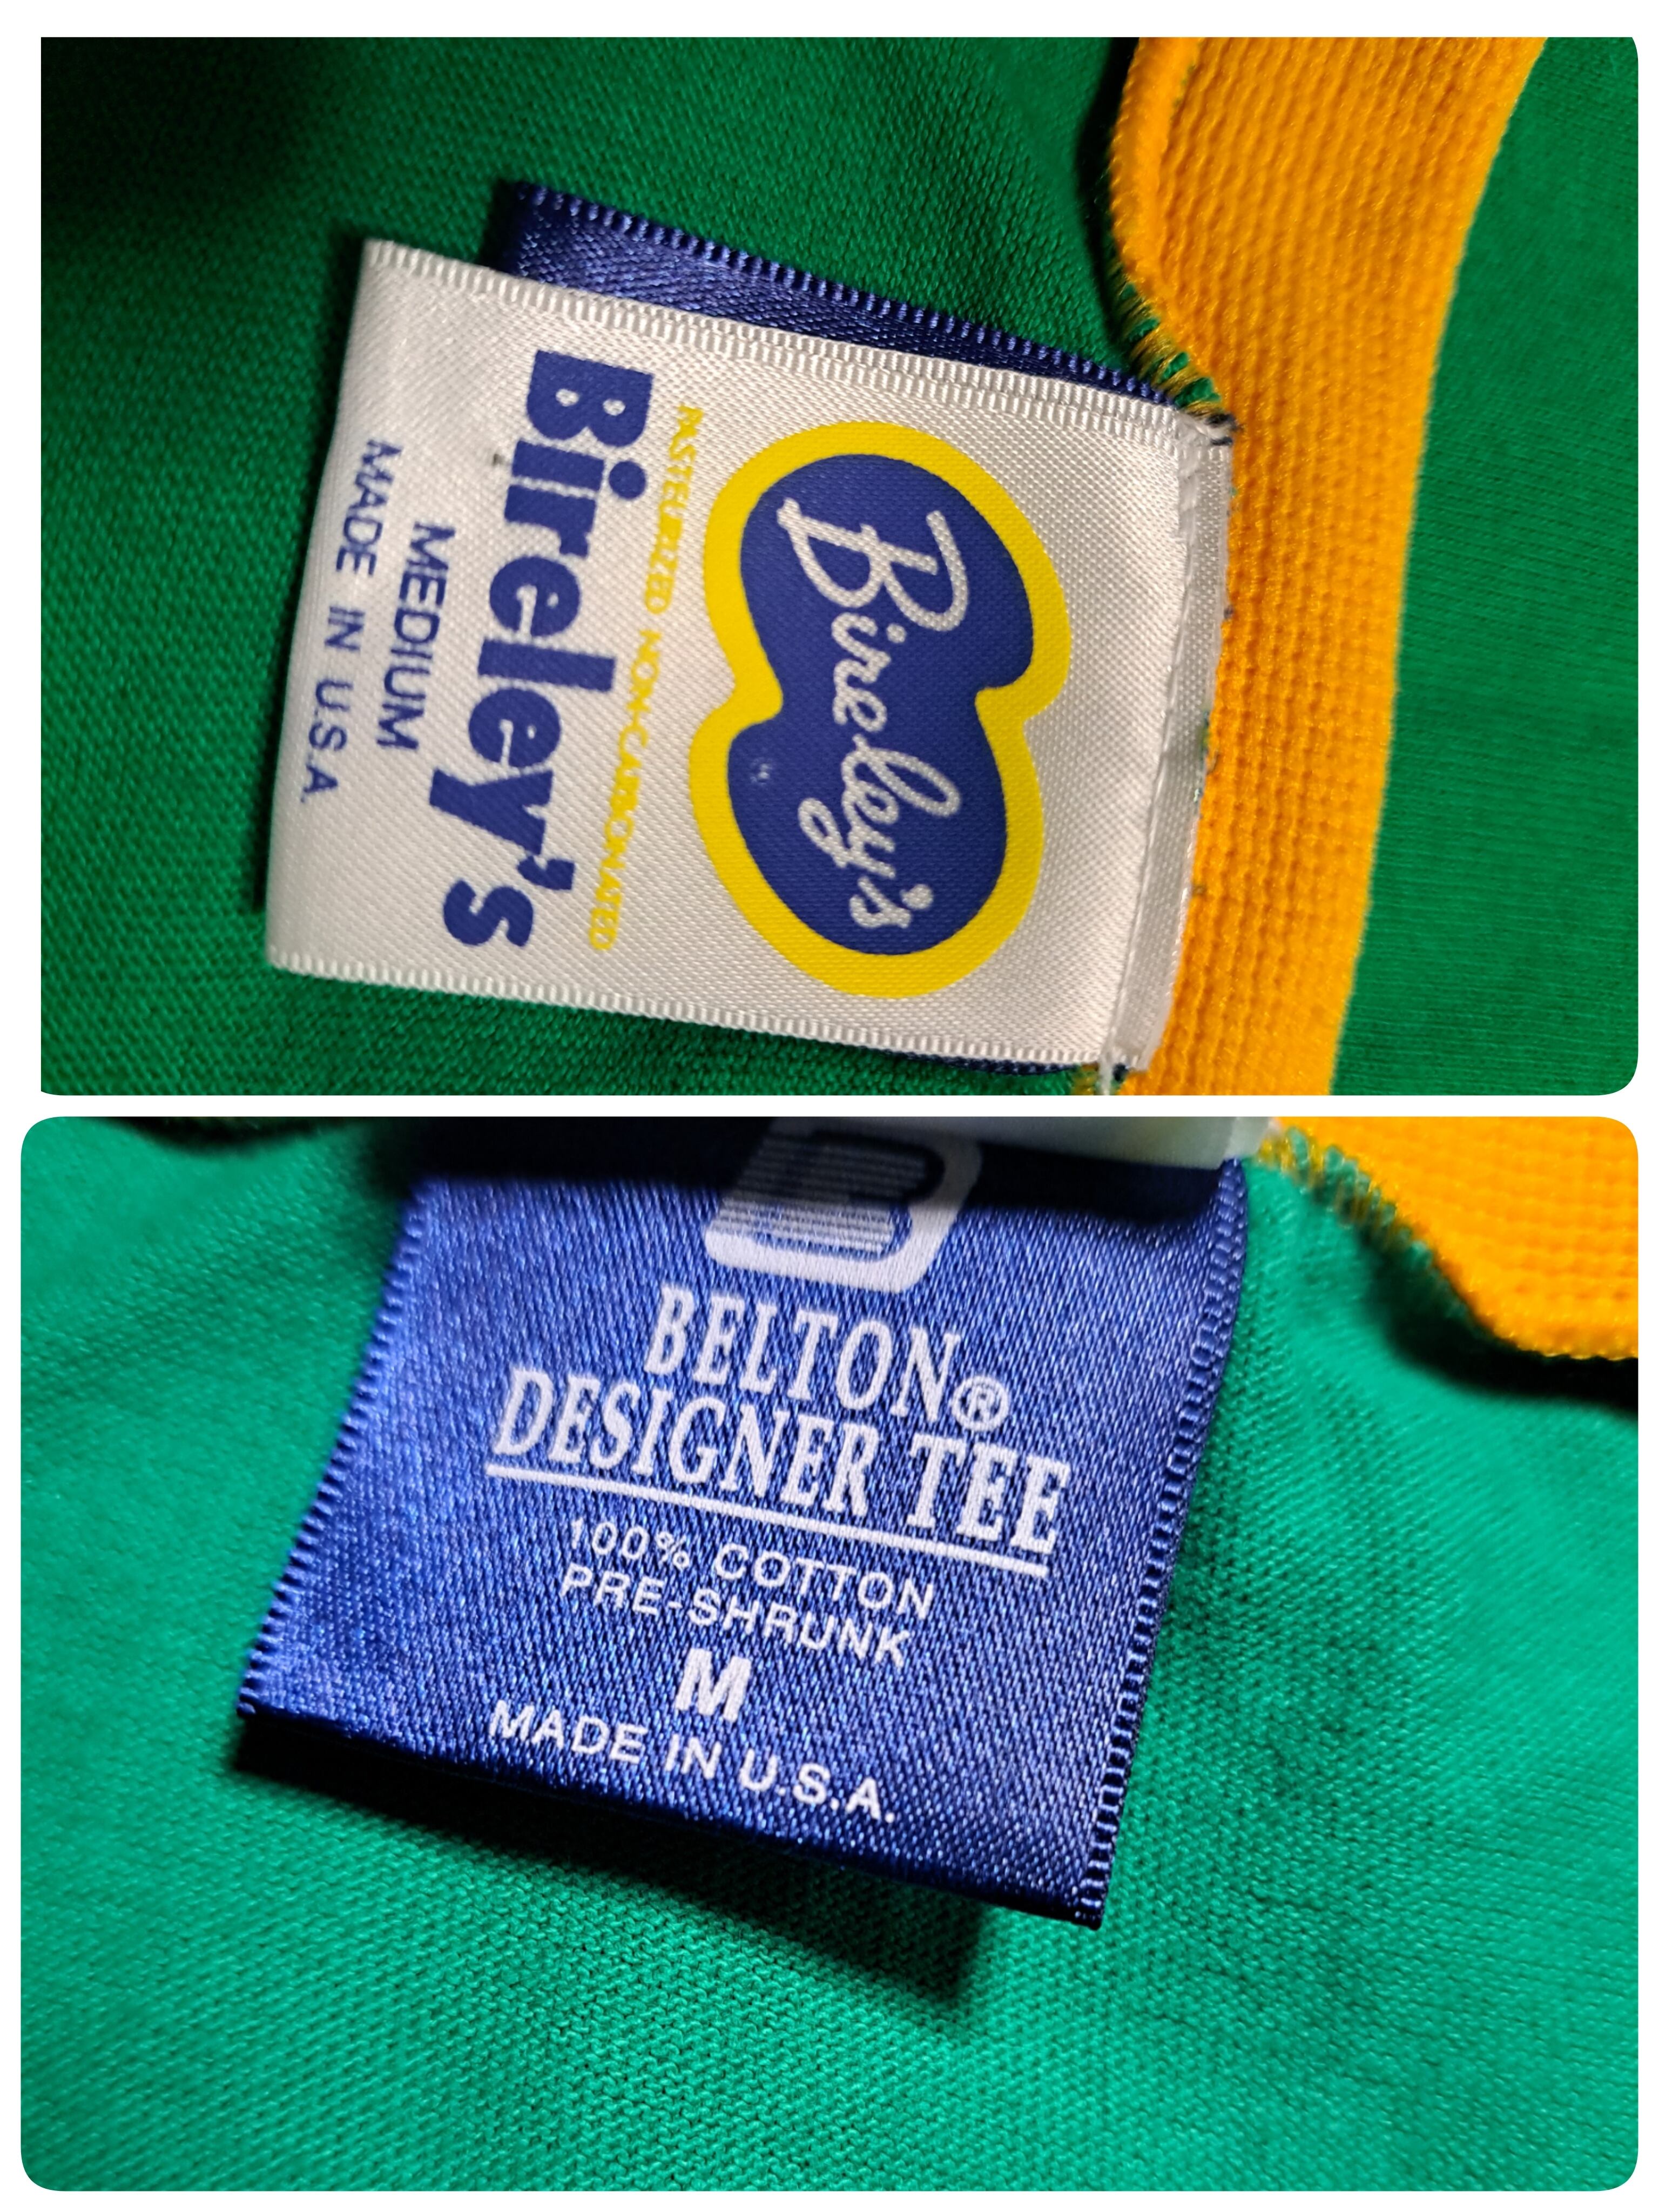 Bireley's
PASTEURIZED NON-CARBONATED
Bireley's
MEDIUM
MADE IN U.S.A.
BELTON®
DESIGNER TEE
100% COTTON
PRE-SHRUNK
M
MADE IN U.S.A.